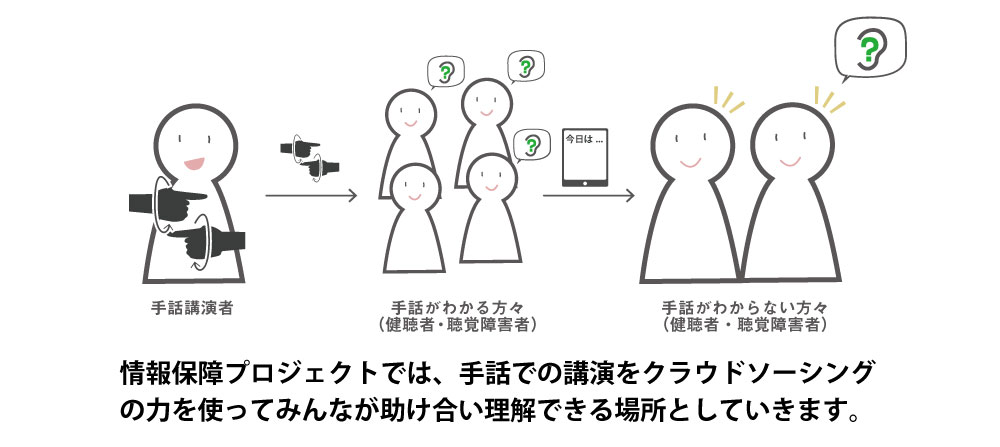 ?
?
?
?
今日は ...
手話講演者
手話がわかる方々
（健聴者・聴覚障害者）
手話がわからない方々
（健聴者・聴覚障害者）
情報保障プロジェクトでは、手話での講演をクラウドソーシング
の力を使ってみんなが助け合い理解できる場所としていきます。